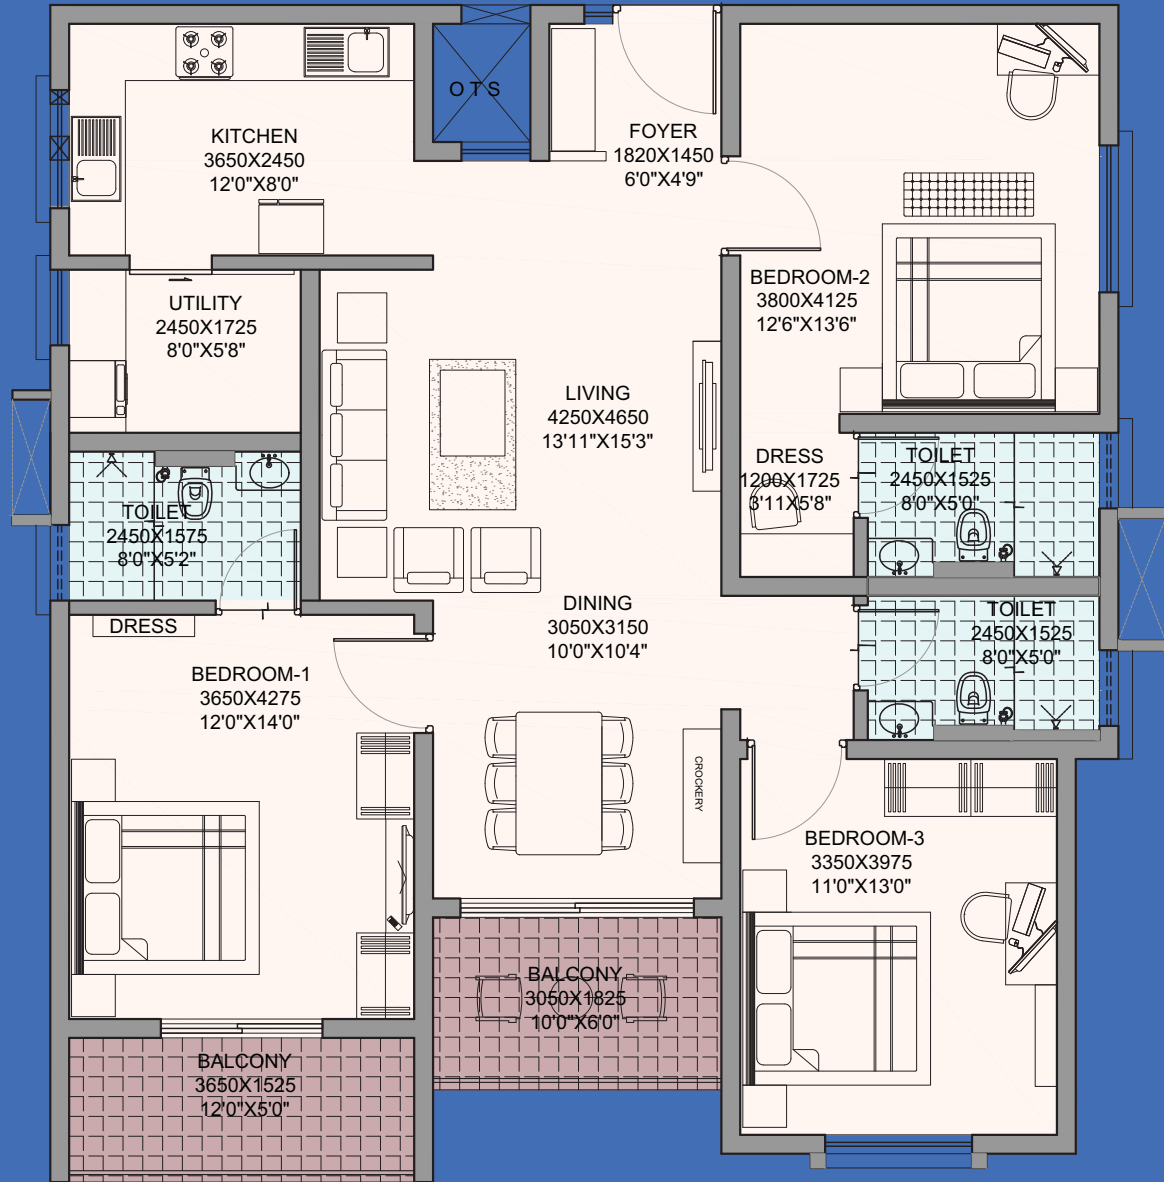 O T S
KITCHEN
3650X2450
12'0"X8'0"
FOYER
1820X1450
6'0"X4'9"
BEDROOM-2
3800X4125
12'6"X13'6"
UTILITY
2450X1725
8'0"X5'8"
LIVING
4250X4650
13'11"X15'3"
DRESS
1200X1725
3'11X5'8"
TOILET
2450X1525
8'0"X5'0"
TOILET
2450X1575
8'0"X5'2"
DINING
3050X3150
10'0"X10'4"
TOILET
2450X1525
8'0"X5'0"
DRESS
BEDROOM-1
3650X4275
12'0"X14'0"
CROCKERY
BEDROOM-3
3350X3975
11'0"X13'0"
BALCONY
3050X1825
10'0"X6'0"
BALCONY
3650X1525
12'0"X5'0"